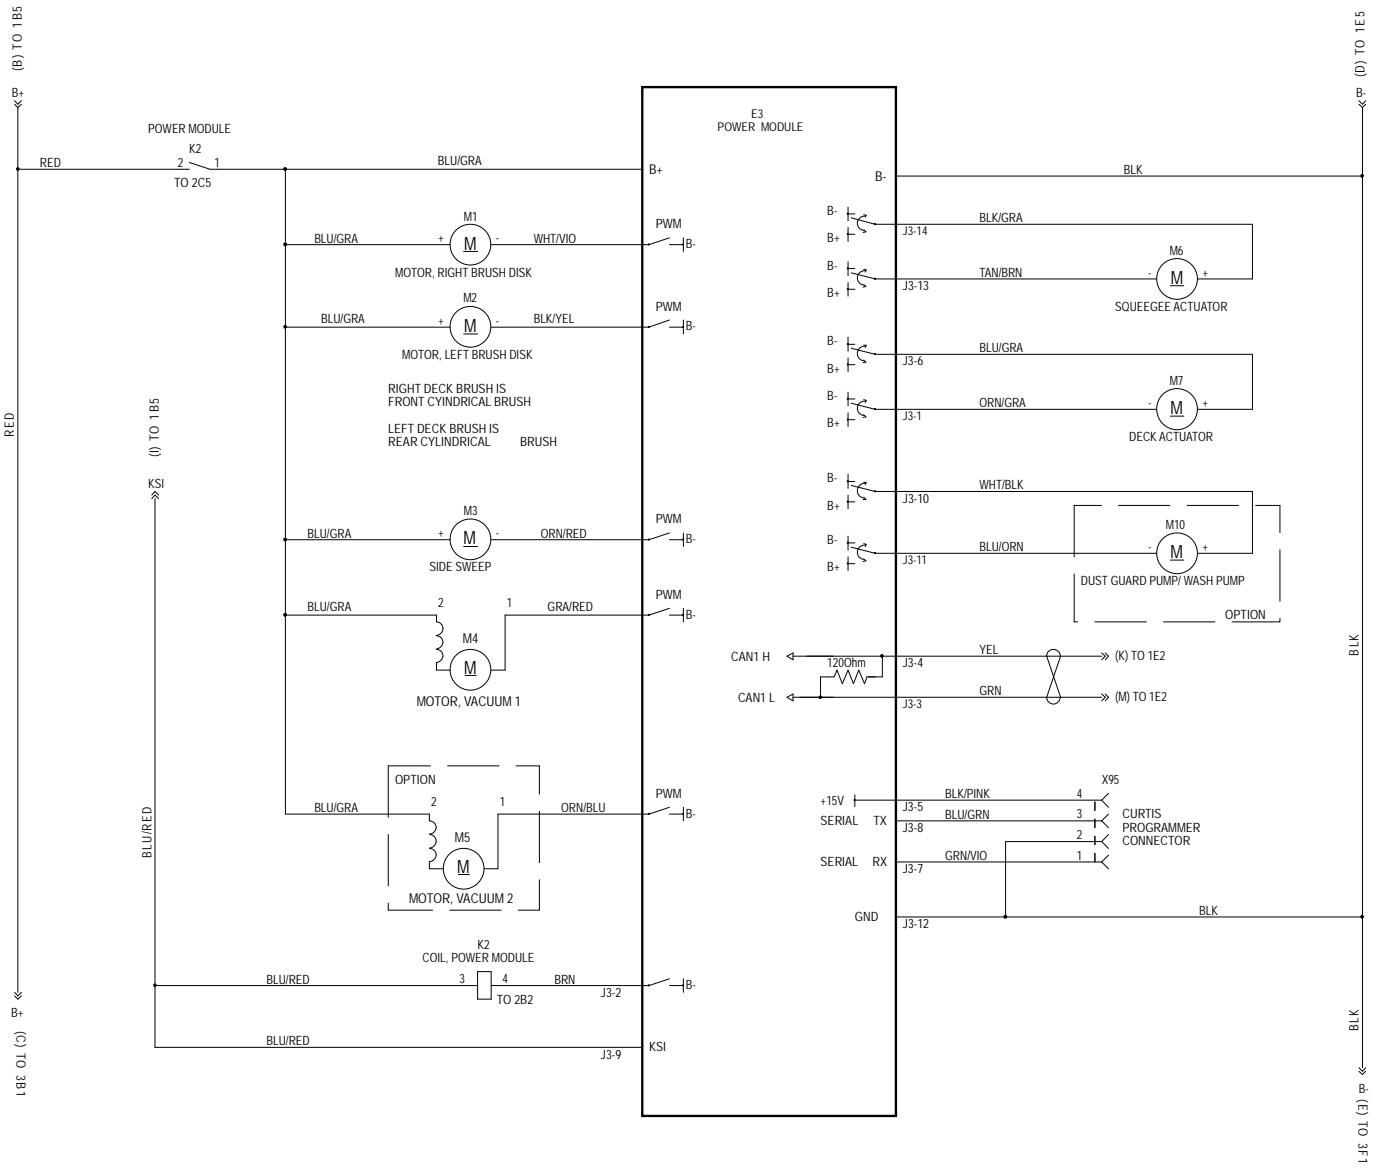 (B) TO 1B5
B+
(D) TO 1E5
B-
E3
POWER MODULE
POWER MODULE
K2
2 1
TO 2C5
RED
BLU/GRA
B+
B-
BLK
M1
BLU/GRA + M - WHT/VIO
MOTOR, RIGHT BRUSH DISK
PWM
B-
M2
BLU/GRA + M - BLK/YEL
MOTOR, LEFT BRUSH DISK
PWM
B-
RIGHT DECK BRUSH IS
FRONT CYINDRICAL BRUSH
LEFT DECK BRUSH IS
REAR CYLINDRICAL BRUSH
RED
(I) TO 1B5
KSI
M3
BLU/GRA + M - ORN/RED
SIDE SWEEP
PWM
B-
BLU/GRA 2 1 GRA/RED
M4
M
MOTOR, VACUUM 1
PWM
B-
OPTION
BLU/GRA 2 1 ORN/BLU
M5
M
MOTOR, VACUUM 2
PWM
B-
BLU/RED
K2
COIL, POWER MODULE
BLU/RED 3 4 BRN
TO 2B2
J3-2
B-
BLU/RED
J3-9
KSI
B+
(C) TO 3B1
B-
B+
BLK/GRA
J3-14
B-
B+
TAN/BRN
J3-13
M6
- M +
SQUEEGEE ACTUATOR
B-
B+
BLU/GRA
J3-6
B-
B+
ORN/GRA
J3-1
M7
- M +
DECK ACTUATOR
B-
B+
WHT/BLK
J3-10
B-
B+
BLU/ORN
J3-11
M10
- M +
DUST GUARD PUMP/ WASH PUMP
OPTION
CAN1 H
120Ohm
YEL
J3-4
(K) TO 1E2
CAN1 L
GRN
J3-3
(M) TO 1E2
BLK
X95
+15V
J3-5
BLK/PINK 4
SERIAL TX
J3-8
BLU/GRN 3
2
SERIAL RX
J3-7
GRN/VIO 1
CURTIS
PROGRAMMER
CONNECTOR
GND
J3-12
BLK
BLK
B-
(E) TO 3F1